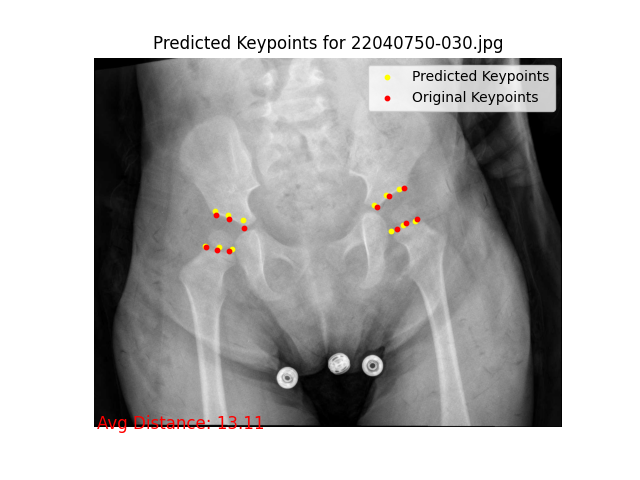 Predicted Keypoints for 22040750-030.jpg
Predicted Keypoints
Original Keypoints
Avg Distance: 13.11